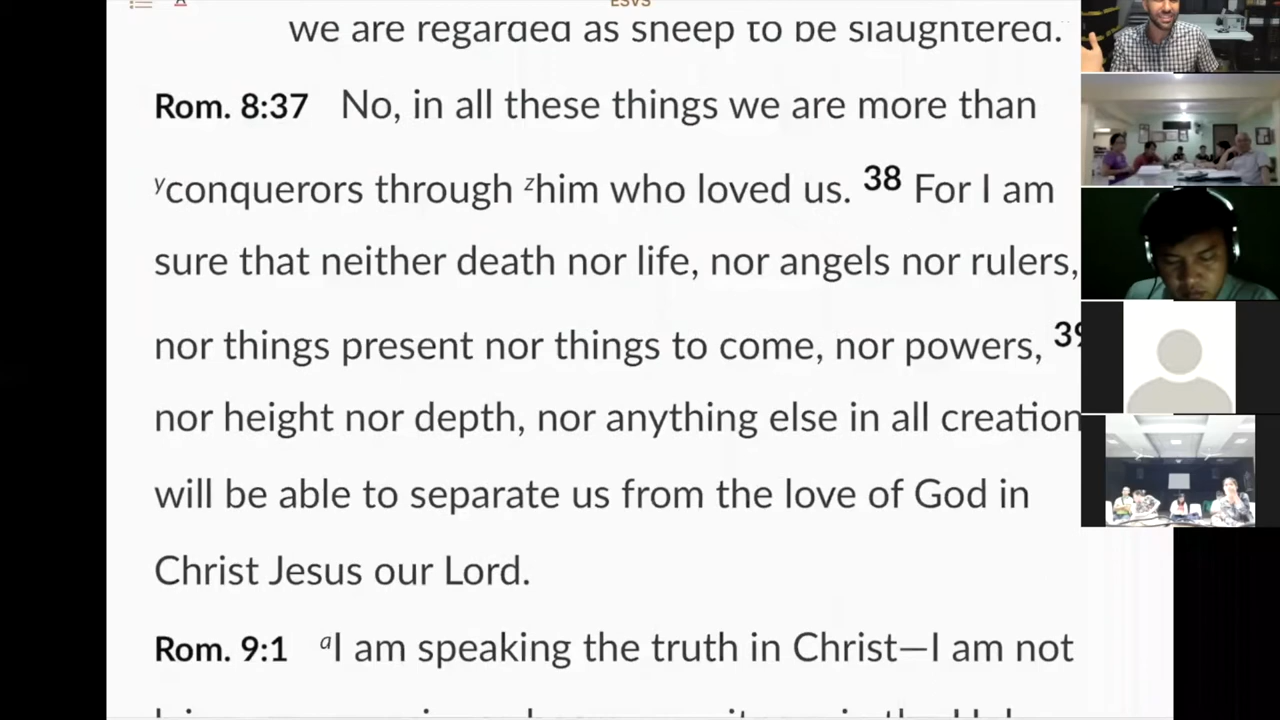 ESVS
we are regarded as sheep to be slaughtered.
Rom. 8:37 No, in all these things we are more than
yconquerors through zhim who loved us. 38 For I am
sure that neither death nor life, nor angels nor rulers,
nor things present nor things to come, nor powers, 39
nor height nor depth, nor anything else in all creation
will be able to separate us from the love of God in
Christ Jesus our Lord.
Rom. 9:1 aI am speaking the truth in Christ—I am not